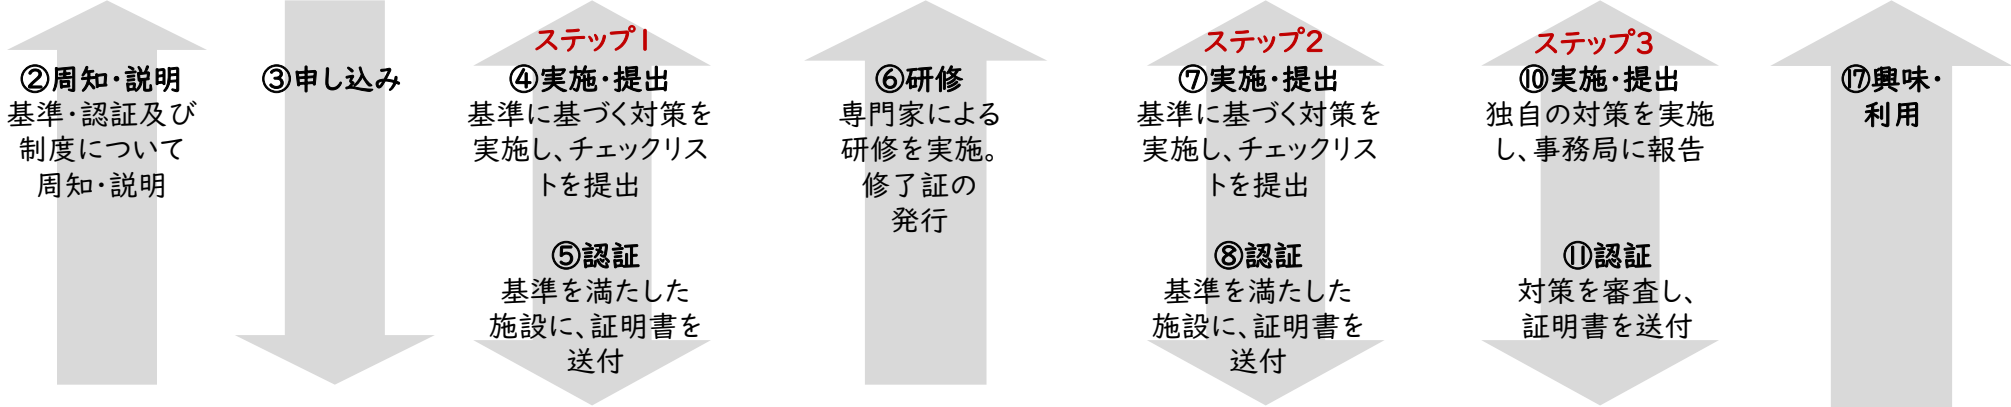 ②周知・説明
基準・認証及び
制度について
周知・説明
③申し込み
ステップ1
④実施・提出
基準に基づく対策を
実施し、チェックリス
トを提出
⑤認証
基準を満たした
施設に、証明書を
送付
⑥研修
専門家による
研修を実施。
修了証の
発行
ステップ2
⑦実施・提出
基準に基づく対策を
実施し、チェックリス
トを提出
⑧認証
基準を満たした
施設に、証明書を
送付
ステップ3
⑩実施・提出
独自の対策を実施
し、事務局に報告
⑪認証
対策を審査し、
証明書を送付
⑰興味・
利用